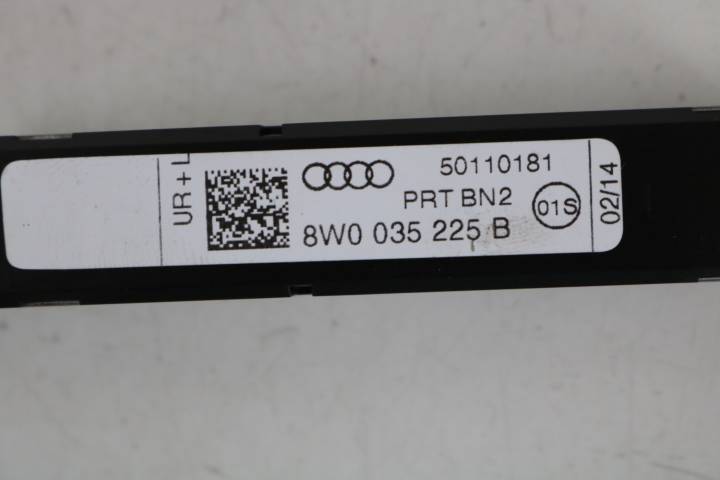 UR + L
50110181
PRT BN2
01S
8W0 035 225 B
02/14